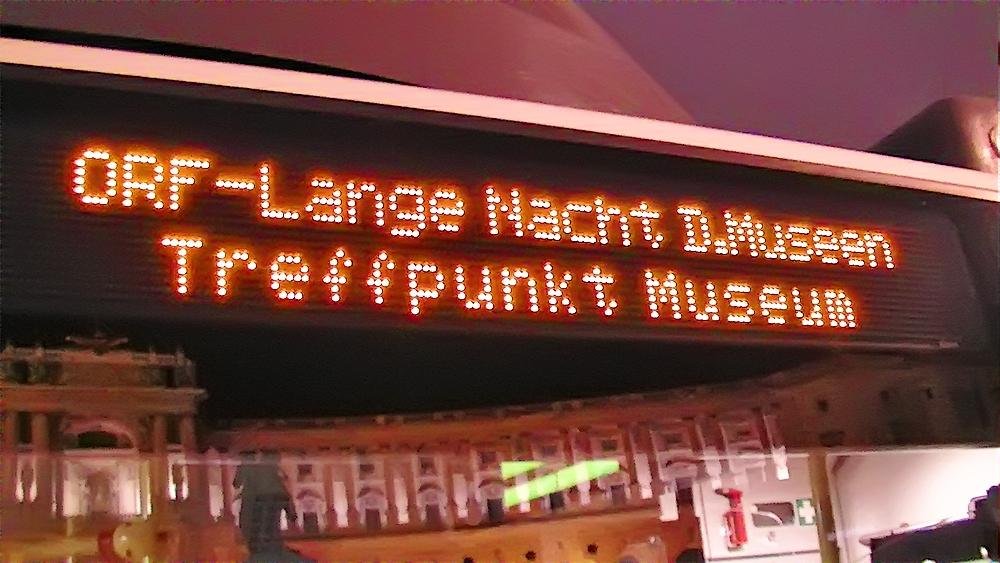 ORF-Lange Nacht D.Museen
Treffpunkt Museum